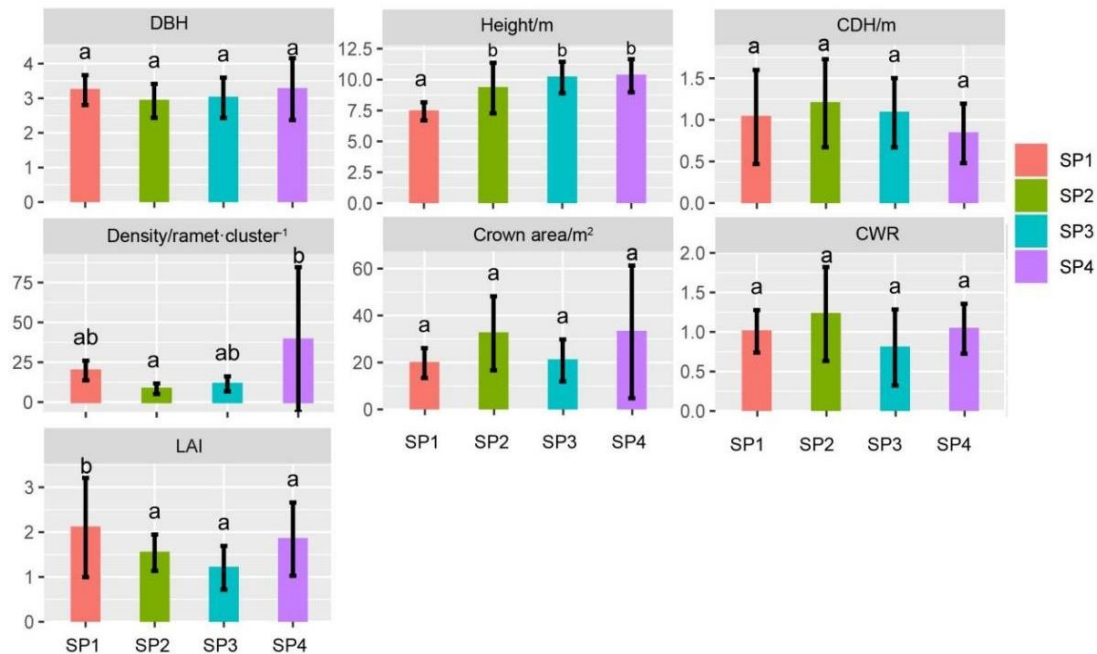 DBH
Height/m
CDH/m
a a a a
a b b b
a a a a
4
3
2
1
0
12.5
10.0
7.5
5.0
2.5
0.0
1.5
1.0
0.5
0.0
SP1
SP2
SP3
SP4
Density/ramet·cluster⁻¹
Crown area/m²
CWR
ab a ab b
a a a a
a a a a
75
50
25
0
60
40
20
0
2.0
1.5
1.0
0.5
0.0
SP1 SP2 SP3 SP4
SP1 SP2 SP3 SP4
LAI
b a a a
3
2
1
0
SP1 SP2 SP3 SP4